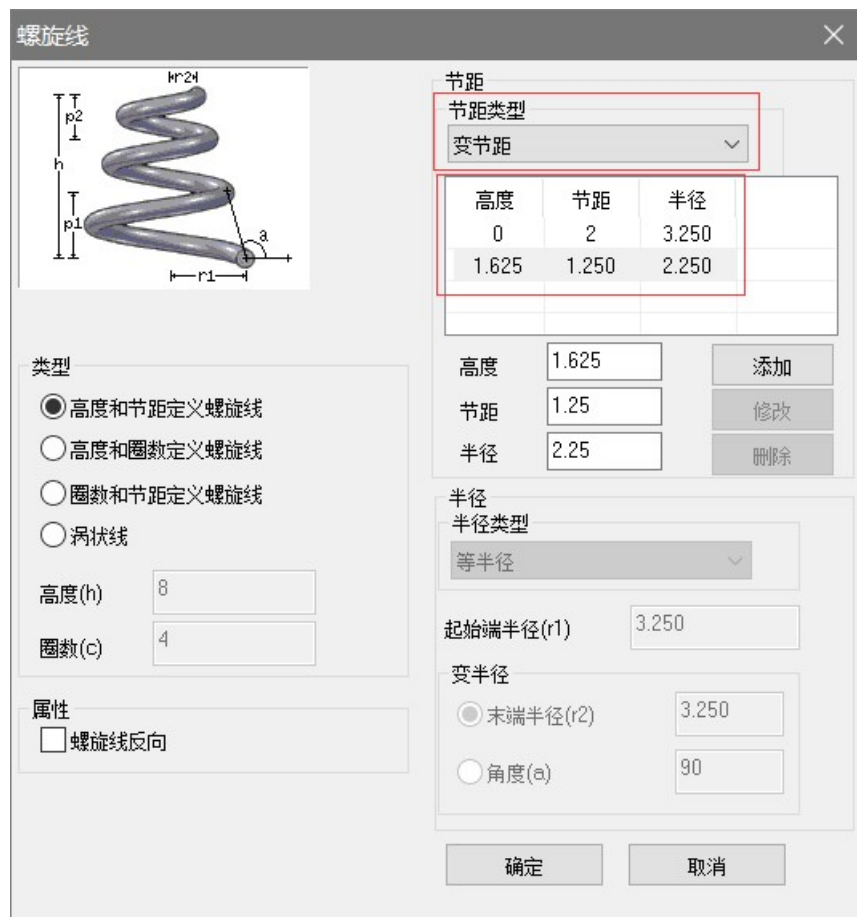 螺旋线
r2
p2
h
p1
a
r1
类型
高度和节距定义螺旋线
高度和圈数定义螺旋线
圈数和节距定义螺旋线
涡状线
高度(h) 8
圈数(c) 4
属性
螺旋线反向
节距
节距类型
变节距
高度 节距 半径
0 2 3.250
1.625 1.250 2.250
高度 1.625 添加
节距 1.25 修改
半径 2.25 删除
半径
半径类型
等半径
起始端半径(r1) 3.250
变半径
末端半径(r2) 3.250
角度(a) 90
确定 取消